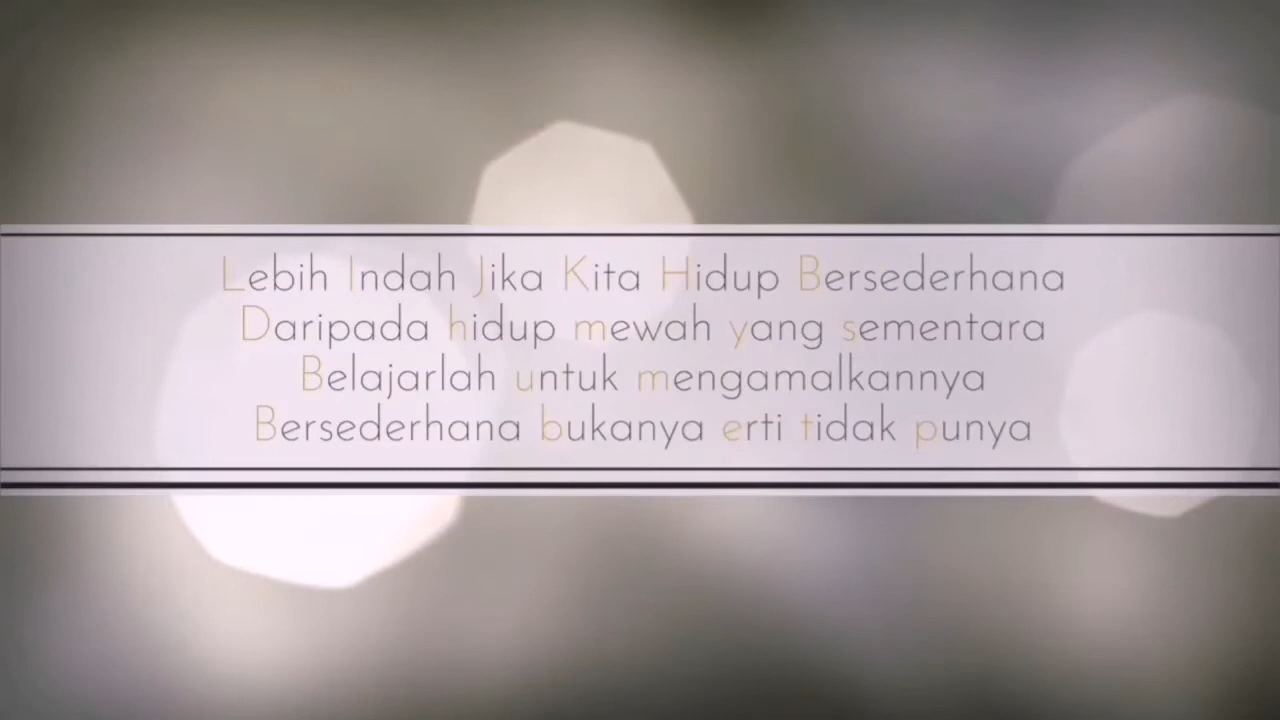 Lebih Indah Jika Kita Hidup Bersederhana
Daripada hidup mewah yang sementara
Belajarlah untuk mengamalkannya
Bersederhana bukanya erti tidak punya